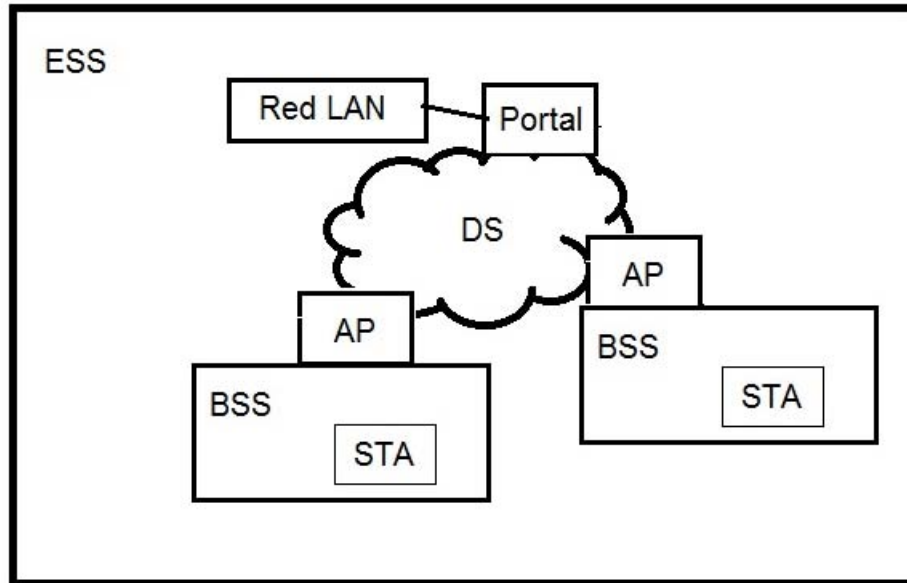 ESS
Red LAN
Portal
DS
AP
AP
BSS
BSS
STA
STA